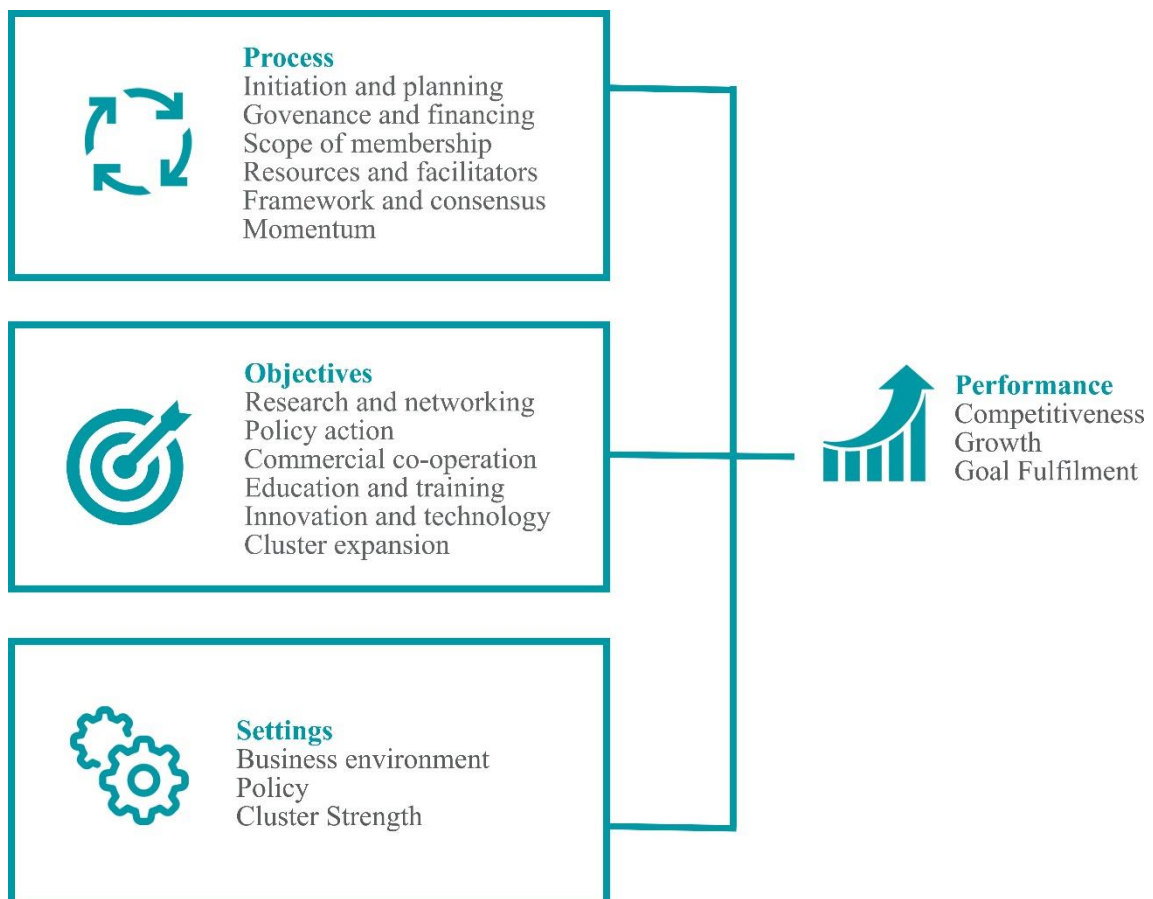 Process
Initiation and planning
Govenance and financing
Scope of membership
Resources and facilitators
Framework and consensus
Momentum
Objectives
Research and networking
Policy action
Commercial co-operation
Education and training
Innovation and technology
Cluster expansion
Performance
Competitiveness
Growth
Goal Fulfilment
Settings
Business environment
Policy
Cluster Strength